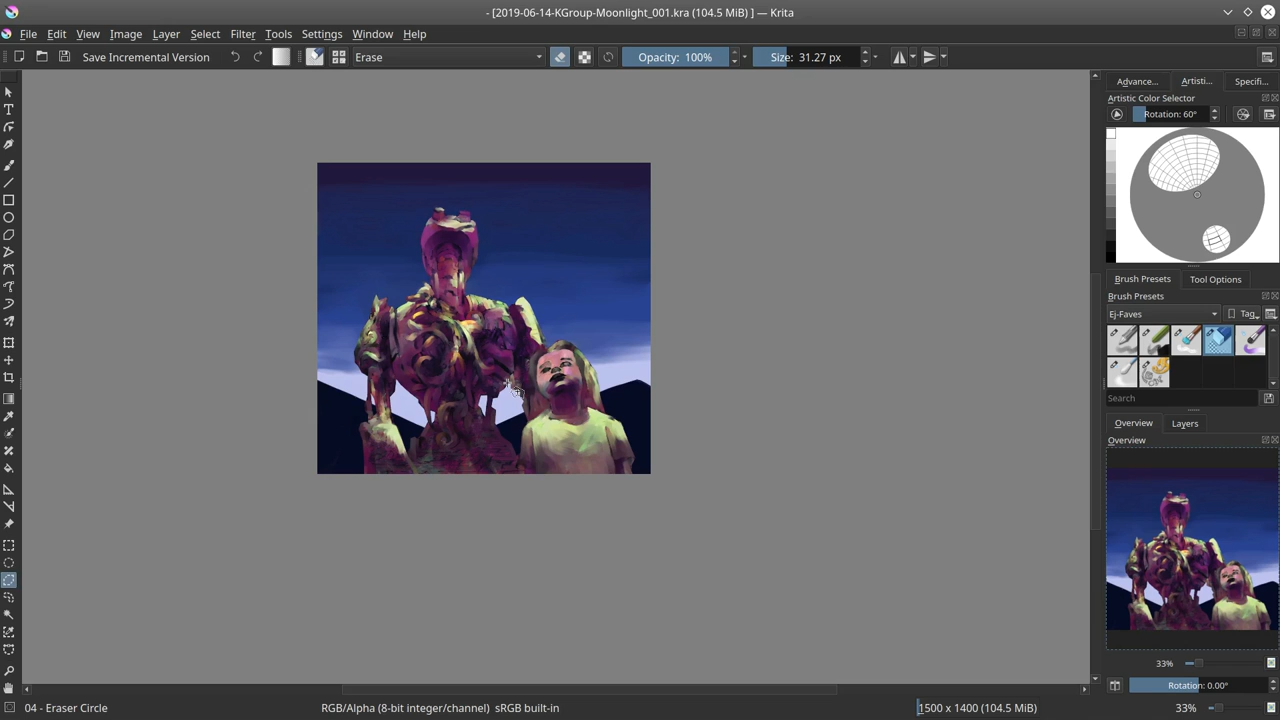 - [2019-06-14-KGroup-Moonlight_001.kra (104.5 MiB) ] — Krita
File Edit View Image Layer Select Filter Tools Settings Window Help
Save Incremental Version Erase Opacity: 100% Size: 31.27 px
Advance... Artisti... Specifi...
Artistic Color Selector
Rotation: 60°
Brush Presets Tool Options
Brush Presets
Ej-Faves Tag
Search
Overview Layers
Overview
33%
Rotation: 0.00°
04 - Eraser Circle RGB/Alpha (8-bit integer/channel) sRGB built-in 1500 x 1400 (104.5 MiB) 33%